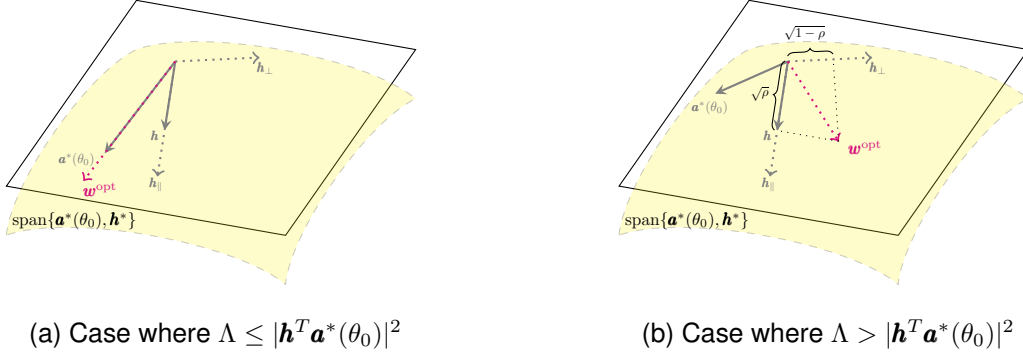 h⊥
h
a*(θ₀)
h∥
w^opt
span{a*(θ₀), h*}
(a) Case where Λ ≤ |h^T a*(θ₀)|²
√1 − ρ
h⊥
√ρ
a*(θ₀)
h
w^opt
h∥
span{a*(θ₀), h*}
(b) Case where Λ > |h^T a*(θ₀)|²